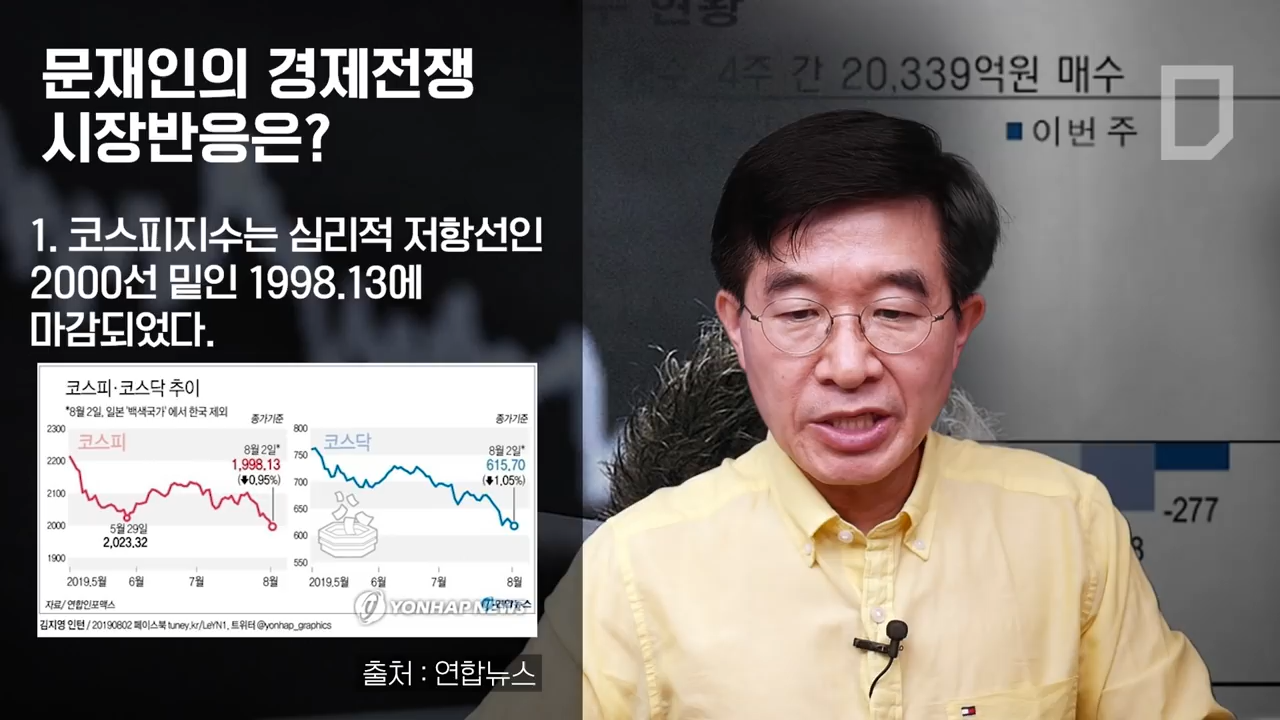 문재인의 경제전쟁
시장반응은?
1. 코스피지수는 심리적 저항선인
2000선 밑인 1998.13에
마감되었다.
코스피·코스닥 추이
*8월 2일, 일본 '백색국가'에서 한국 제외
종가기준
코스피
2300
2200
2100
2000
1900
8월 2일*
1,998.13
(⬇0.95%)
5월 29일
2,023.32
2019.5월 6월 7월 8월
종가기준
코스닥
800
750
700
650
600
550
8월 2일*
615.70
(⬇1.05%)
2019.5월 6월 7월 8월
자료/연합인포맥스
YONHAP NEWS
김지영 인턴 / 20190802 페이스북 tuney.kr/LeYN1, 트위터 @yonhap_graphics
출처 : 연합뉴스
현황
4주 간 20,339억원 매수
이번 주
-277